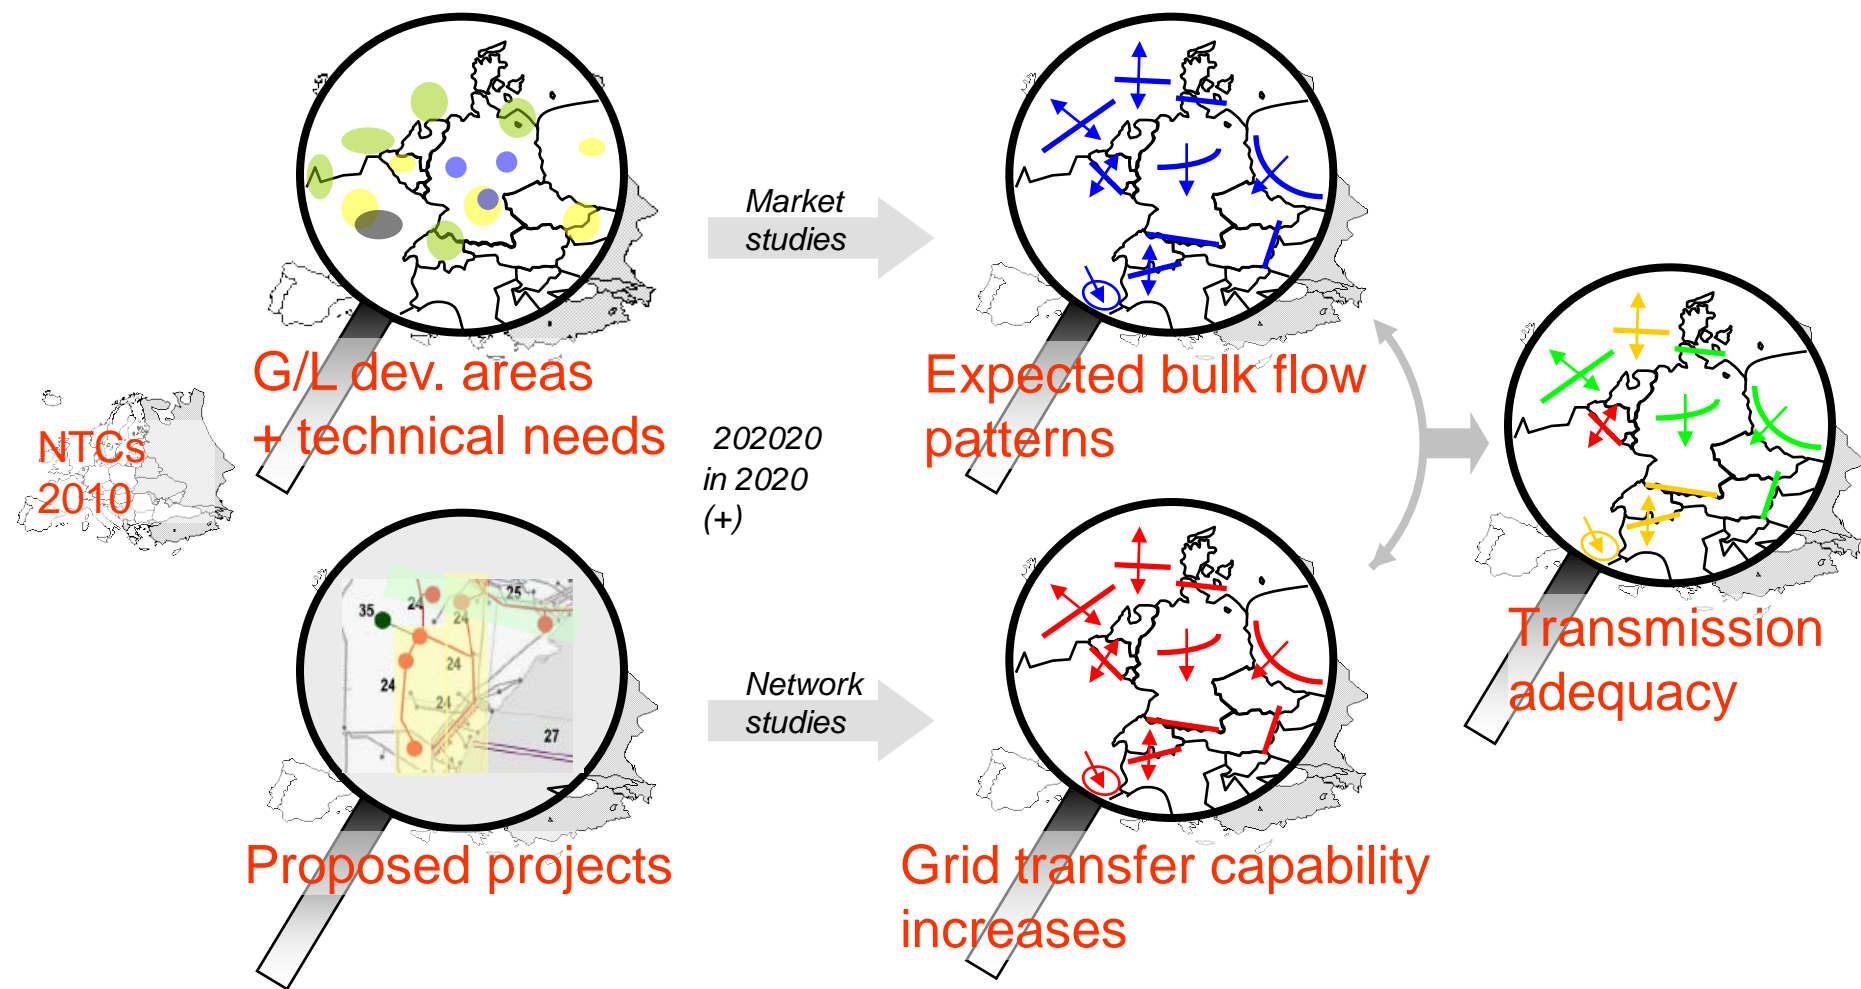 NTCs
2010
G/L dev. areas
+ technical needs
Market
studies
Expected bulk flow
patterns
202020
in 2020
(+)
35
24
25
24
24
24
24
27
Proposed projects
Network
studies
Grid transfer capability
increases
Transmission
adequacy